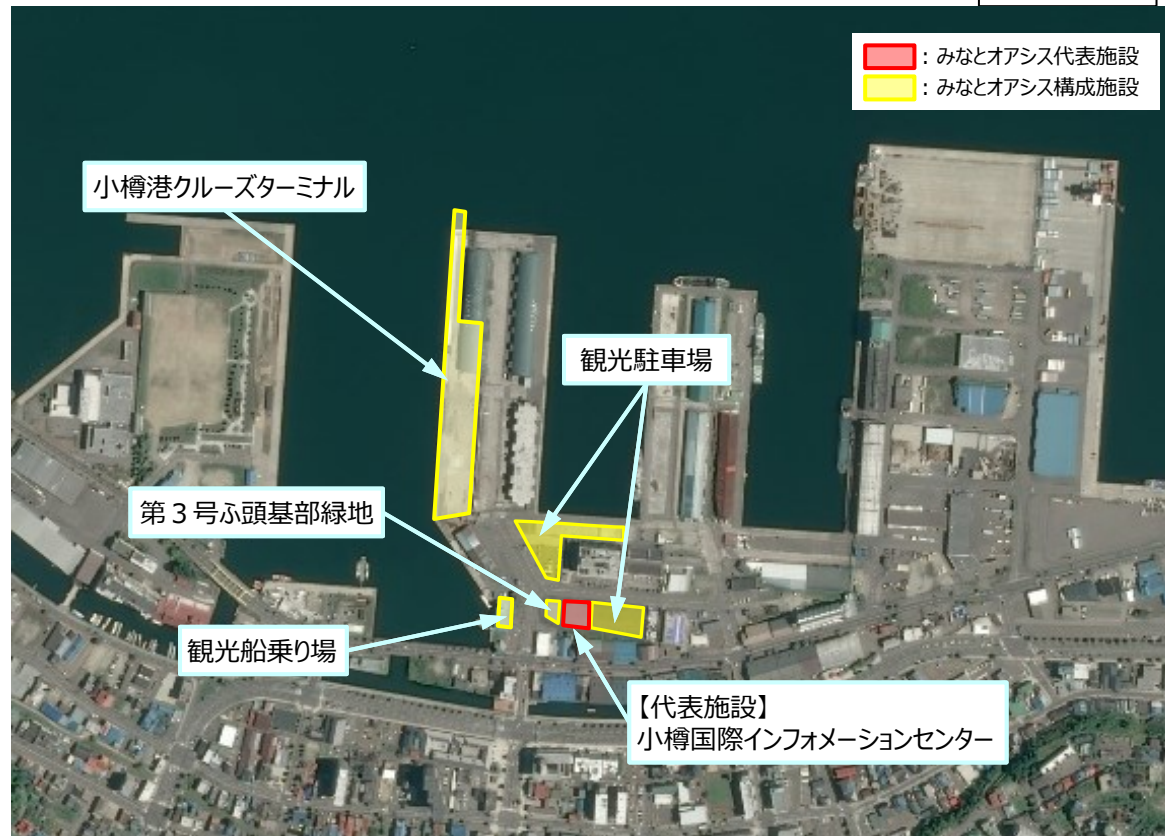 ：みなとオアシス代表施設
：みなとオアシス構成施設
小樽港クルーズターミナル
観光駐車場
第３号ふ頭基部緑地
観光船乗り場
【代表施設】
小樽国際インフォメーションセンター